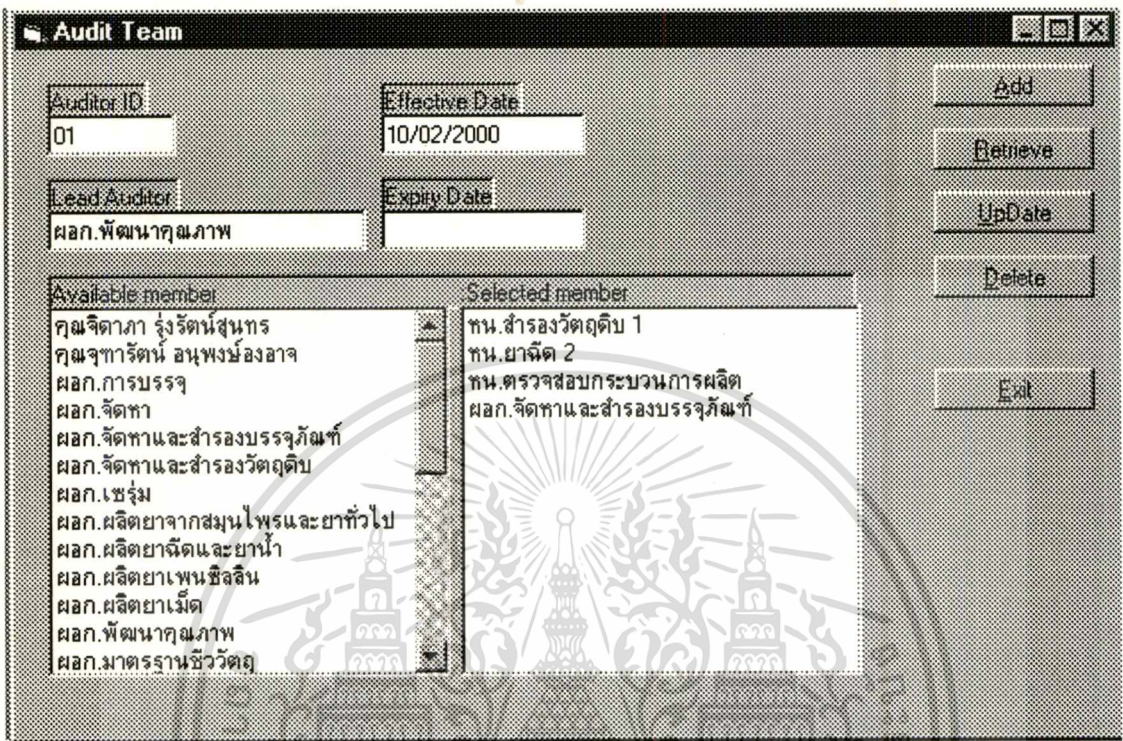 Audit Team
Auditor ID
01
Effective Date
10/02/2000
Lead Auditor
ผอก.พัฒนาคุณภาพ
Expiry Date
Available member
คุณจิตาภา รุ่งรัตน์สุนทร
คุณจุฑารัตน์ อนุพงษ์องอาจ
ผอก.การบรรจุ
ผอก.จัดหา
ผอก.จัดหาและสำรองบรรจุภัณฑ์
ผอก.จัดหาและสำรองวัตถุดิบ
ผอก.เซรุ่ม
ผอก.ผลิตยาจากสมุนไพรและยาทั่วไป
ผอก.ผลิตยาฉีดและยาน้ำ
ผอก.ผลิตยาเพนซิลลิน
ผอก.ผลิตยาเม็ด
ผอก.พัฒนาคุณภาพ
ผอก.มาตรฐานชีววัตถุ
Selected member
หน.สำรองวัตถุดิบ 1
หน.ยาฉีด 2
หน.ตรวจสอบกระบวนการผลิต
ผอก.จัดหาและสำรองบรรจุภัณฑ์
Add
Retrieve
UpDate
Delete
Exit